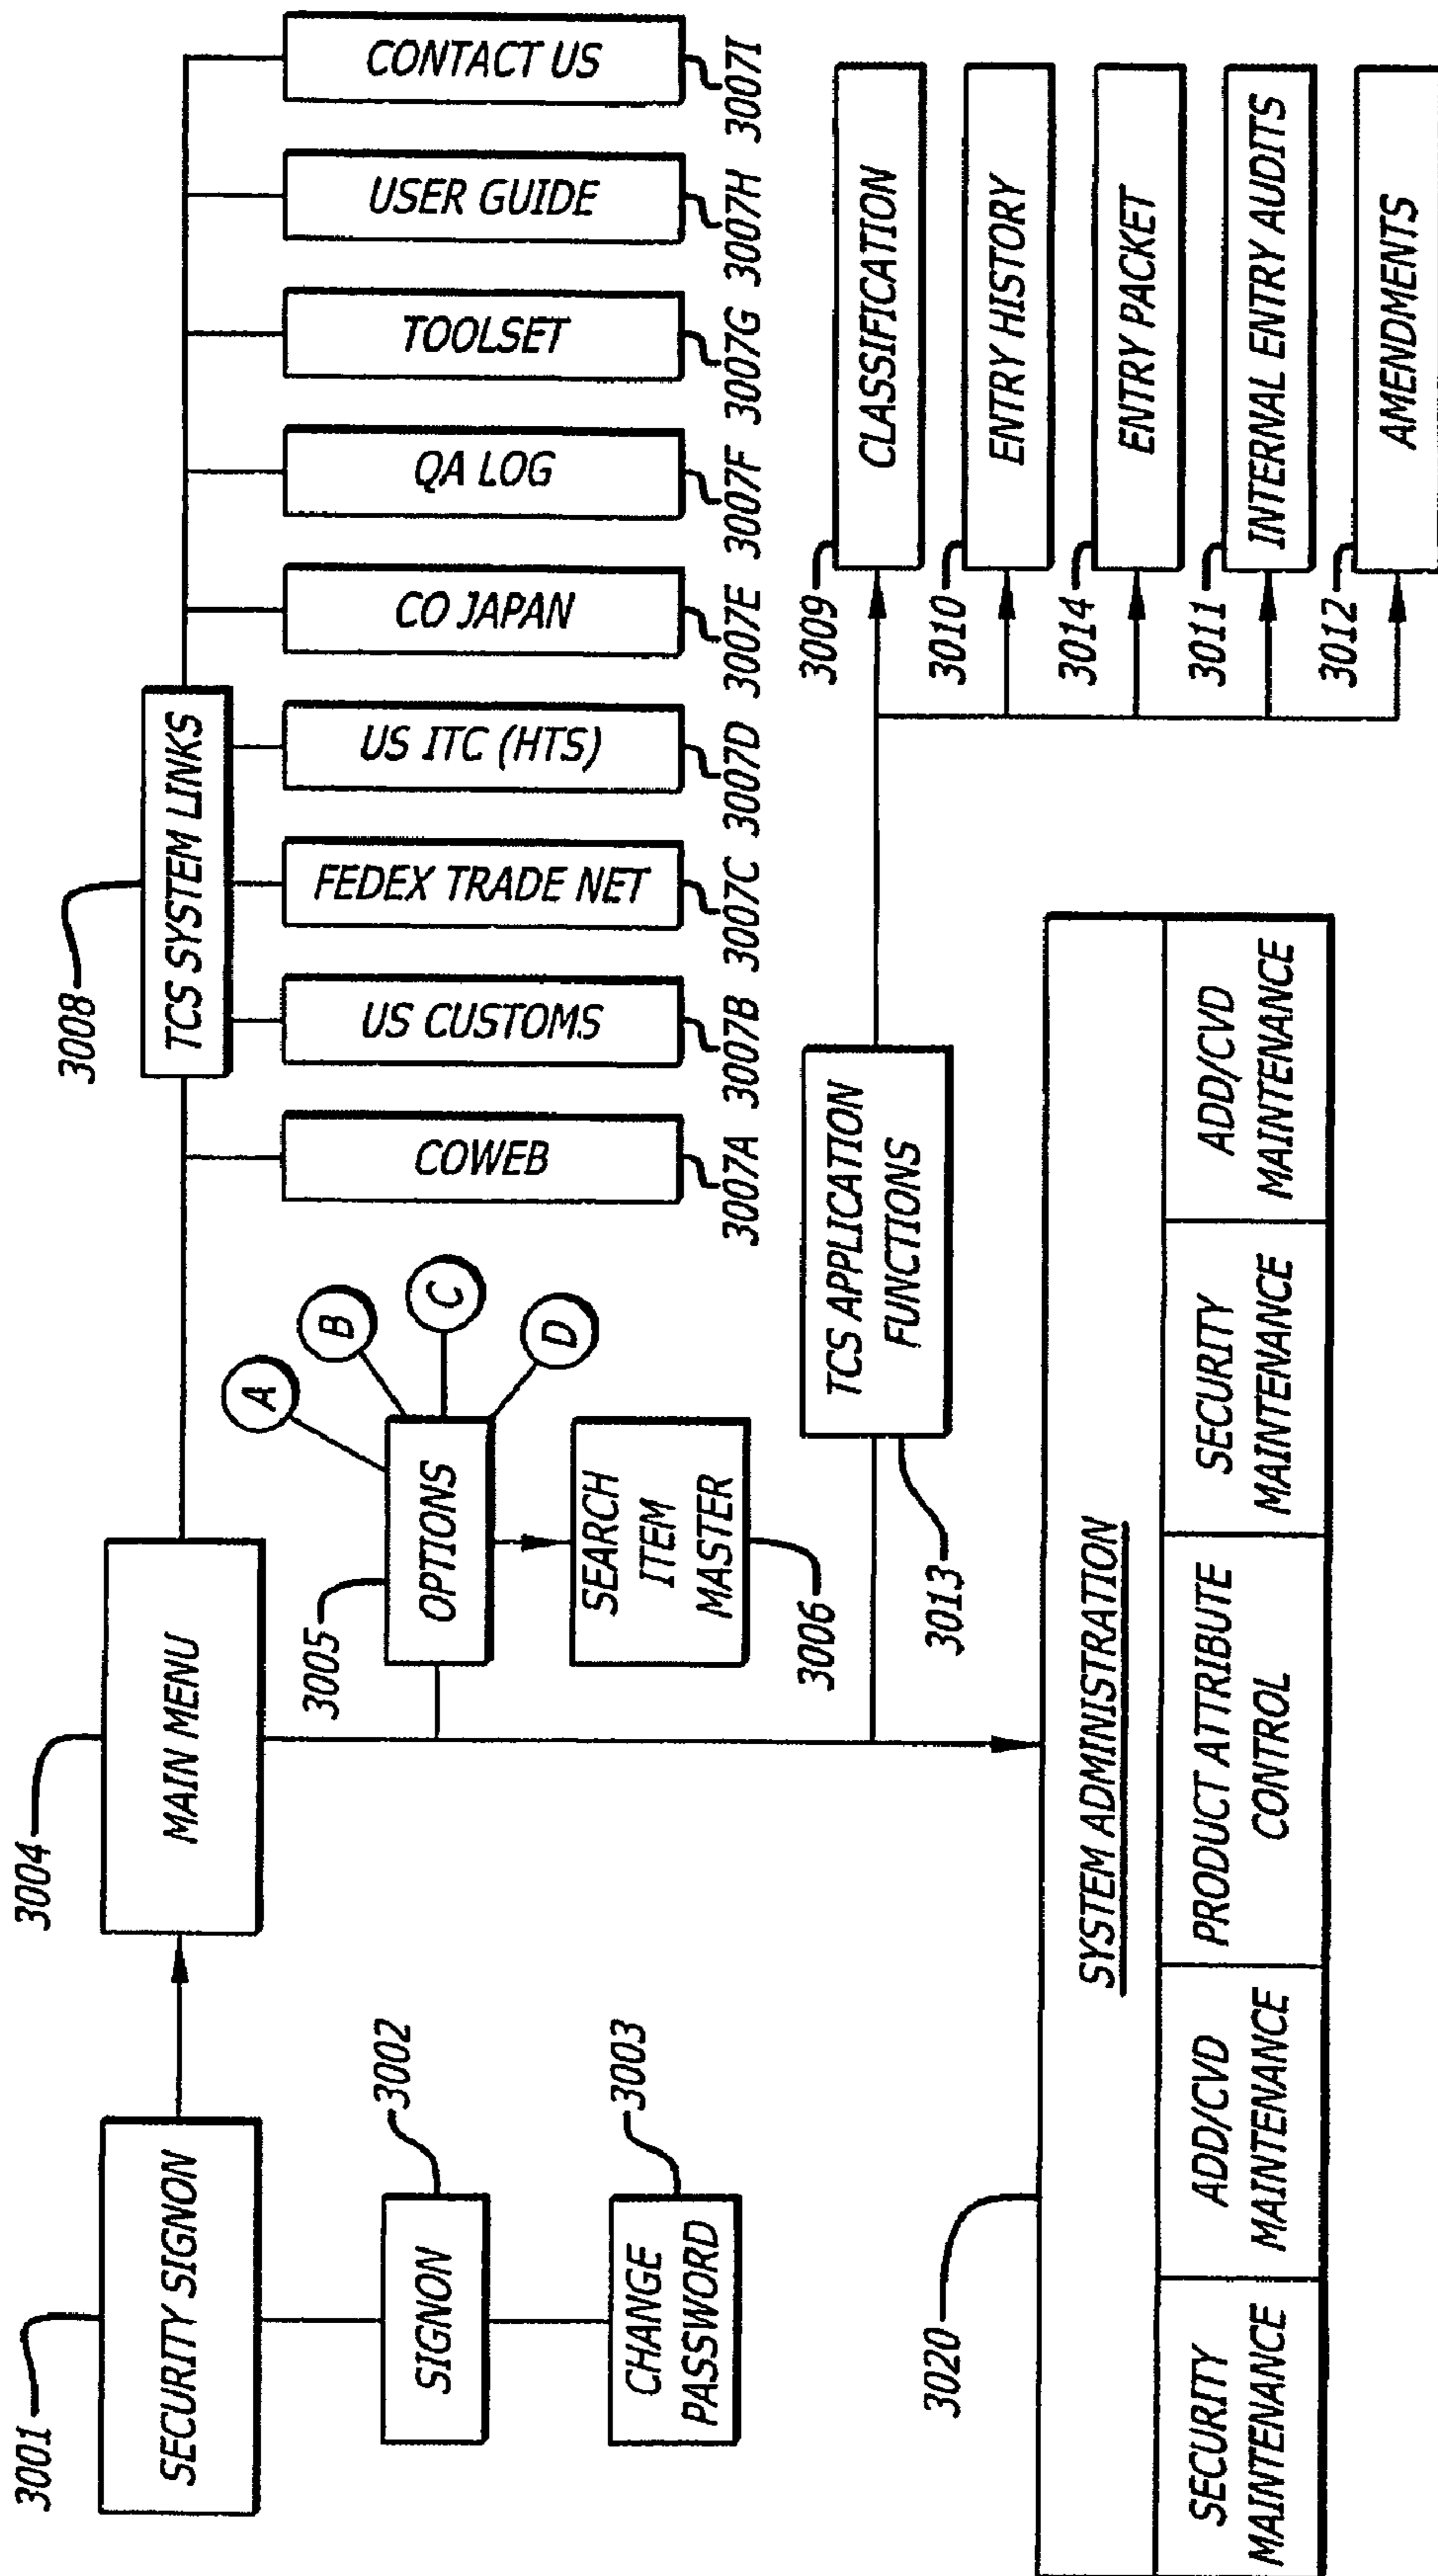 3001
SECURITY SIGNON
3002
SIGNON
3003
CHANGE
PASSWORD
3004
MAIN MENU
3005
OPTIONS
A
B
C
D
SEARCH
ITEM
MASTER
3006
3008
TCS SYSTEM LINKS
COWEB
3007A
US CUSTOMS
3007B
FEDEX TRADE NET
3007C
US ITC (HTS)
3007D
CO JAPAN
3007E
QA LOG
3007F
TOOLSET
3007G
USER GUIDE
3007H
CONTACT US
3007I
TCS APPLICATION
FUNCTIONS
3013
3009
CLASSIFICATION
3010
ENTRY HISTORY
3014
ENTRY PACKET
3011
INTERNAL ENTRY AUDITS
3012
AMENDMENTS
3020
SYSTEM ADMINISTRATION
SECURITY
MAINTENANCE
ADD/CVD
MAINTENANCE
PRODUCT ATTRIBUTE
CONTROL
SECURITY
MAINTENANCE
ADD/CVD
MAINTENANCE